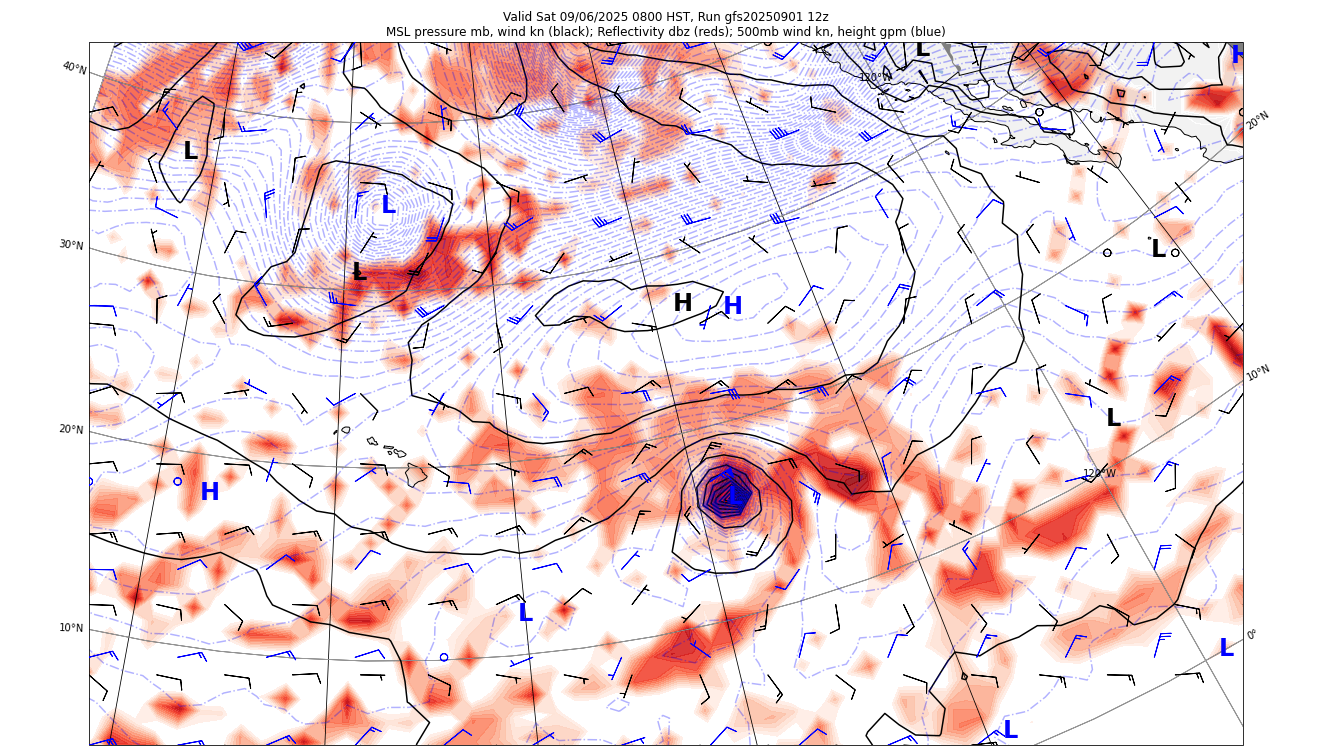 Valid Sat 09/06/2025 0800 HST, Run gfs20250901 12z
MSL pressure mb, wind kn (black); Reflectivity dbz (reds); 500mb wind kn, height gpm (blue)
L
H
40°N
120°W
20°N
L
L
30°N
L
L
H
H
10°N
L
20°N
120°W
H
L
L
10°N
0°
L
L